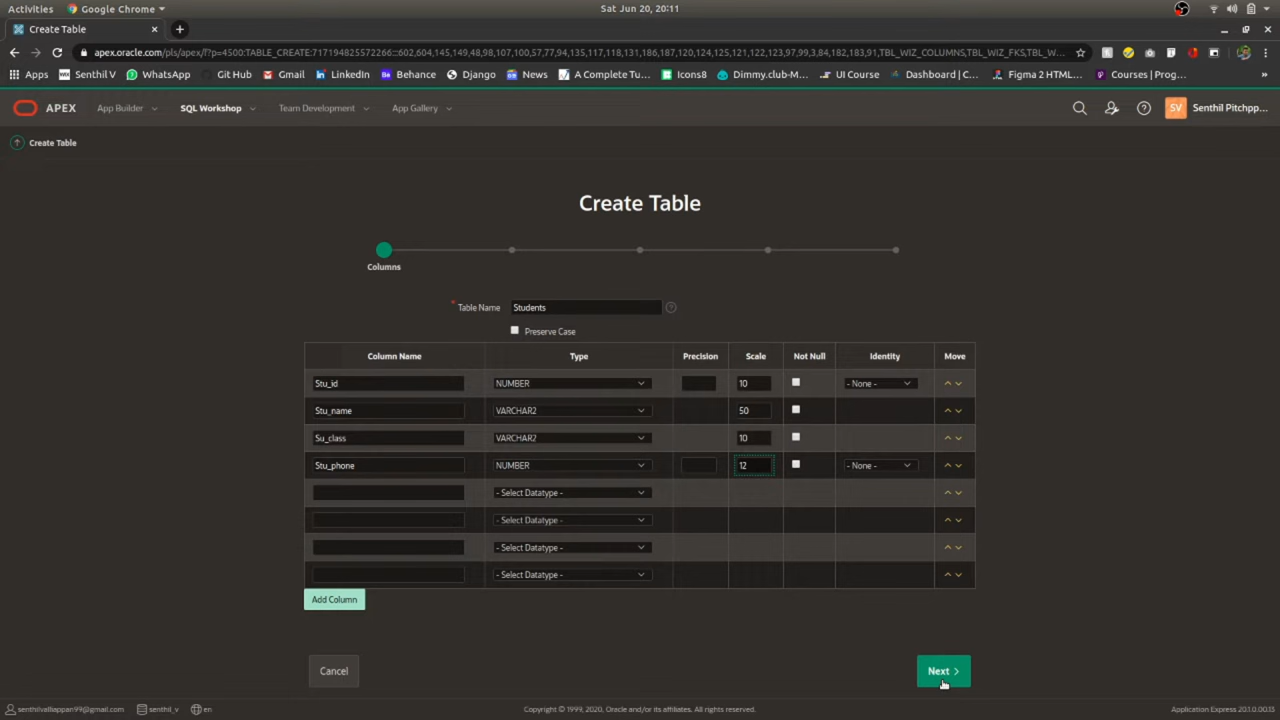 Activities Google Chrome Sat Jun 20, 20:11
Create Table
apex.oracle.com/pls/apex/f?p=4500:TABLE_CREATE:717194825572266:::602,604,145,149,48,98,107,100,57,77,94,135,117,118,131,186,187,120,124,125,121,122,123,97,99,3,84,182,183,91,TBL_WIZ_COLUMNS,TBL_WIZ_FKS,TBL_W...
Apps Senthil V WhatsApp Git Hub Gmail LinkedIn Behance Django News A Complete Tu... Icons8 Dimmy.club-M... UI Course Dashboard | C... Figma 2 HTML... Courses | Prog... »
APEX App Builder SQL Workshop Team Development App Gallery SV Senthil Pitchpp...
Create Table
Create Table
Columns
* Table Name Students
Preserve Case
Column Name Type Precision Scale Not Null Identity Move
Stu_id NUMBER 10 - None -
Stu_name VARCHAR2 50
Su_class VARCHAR2 10
Stu_phone NUMBER 12 - None -
- Select Datatype -
- Select Datatype -
- Select Datatype -
- Select Datatype -
Add Column
Cancel Next
senthilvalliappan99@gmail.com senthil_v en Copyright © 1999, 2020, Oracle and/or its affiliates. All rights reserved. Application Express 20.1.0.00.13